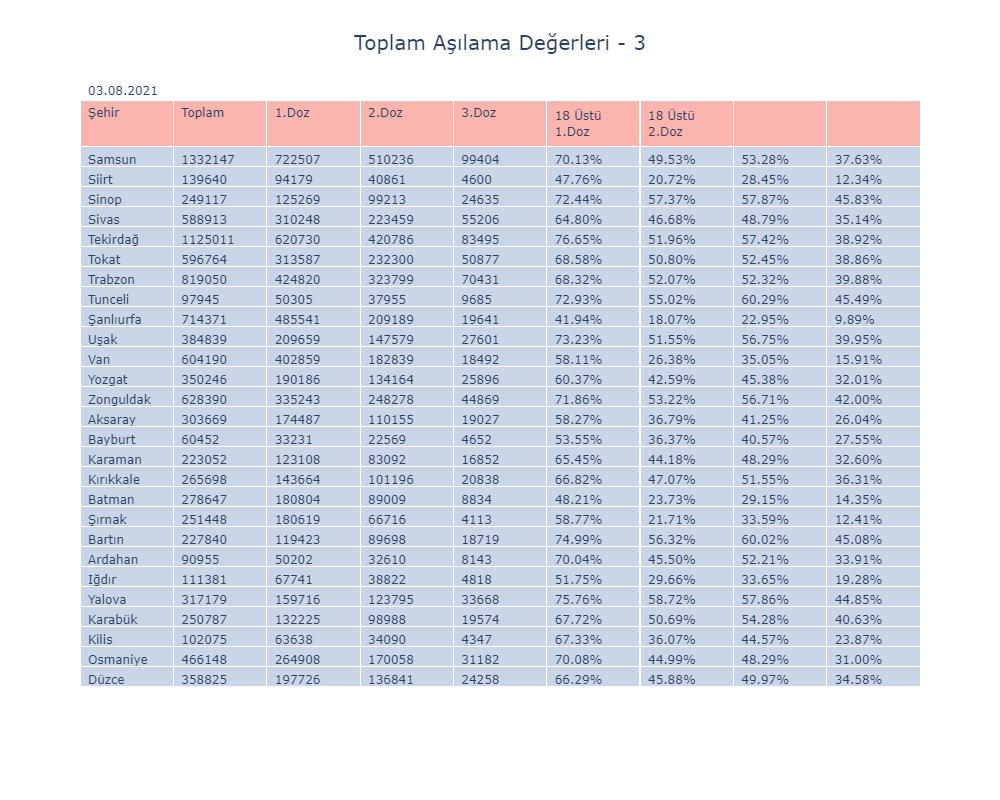 Toplam Aşılama Değerleri - 3
03.08.2021
Şehir Toplam 1.Doz 2.Doz 3.Doz 18 Üstü 1.Doz 18 Üstü 2.Doz
Samsun 1332147 722507 510236 99404 70.13% 49.53% 53.28% 37.63%
Siirt 139640 94179 40861 4600 47.76% 20.72% 28.45% 12.34%
Sinop 249117 125269 99213 24635 72.44% 57.37% 57.87% 45.83%
Sivas 588913 310248 223459 55206 64.80% 46.68% 48.79% 35.14%
Tekirdağ 1125011 620730 420786 83495 76.65% 51.96% 57.42% 38.92%
Tokat 596764 313587 232300 50877 68.58% 50.80% 52.45% 38.86%
Trabzon 819050 424820 323799 70431 68.32% 52.07% 52.32% 39.88%
Tunceli 97945 50305 37955 9685 72.93% 55.02% 60.29% 45.49%
Şanlıurfa 714371 485541 209189 19641 41.94% 18.07% 22.95% 9.89%
Uşak 384839 209659 147579 27601 73.23% 51.55% 56.75% 39.95%
Van 604190 402859 182839 18492 58.11% 26.38% 35.05% 15.91%
Yozgat 350246 190186 134164 25896 60.37% 42.59% 45.38% 32.01%
Zonguldak 628390 335243 248278 44869 71.86% 53.22% 56.71% 42.00%
Aksaray 303669 174487 110155 19027 58.27% 36.79% 41.25% 26.04%
Bayburt 60452 33231 22569 4652 53.55% 36.37% 40.57% 27.55%
Karaman 223052 123108 83092 16852 65.45% 44.18% 48.29% 32.60%
Kırıkkale 265698 143664 101196 20838 66.82% 47.07% 51.55% 36.31%
Batman 278647 180804 89009 8834 48.21% 23.73% 29.15% 14.35%
Şırnak 251448 180619 66716 4113 58.77% 21.71% 33.59% 12.41%
Bartın 227840 119423 89698 18719 74.99% 56.32% 60.02% 45.08%
Ardahan 90955 50202 32610 8143 70.04% 45.50% 52.21% 33.91%
Iğdır 111381 67741 38822 4818 51.75% 29.66% 33.65% 19.28%
Yalova 317179 159716 123795 33668 75.76% 58.72% 57.86% 44.85%
Karabük 250787 132225 98988 19574 67.72% 50.69% 54.28% 40.63%
Kilis 102075 63638 34090 4347 67.33% 36.07% 44.57% 23.87%
Osmaniye 466148 264908 170058 31182 70.08% 44.99% 48.29% 31.00%
Düzce 358825 197726 136841 24258 66.29% 45.88% 49.97% 34.58%